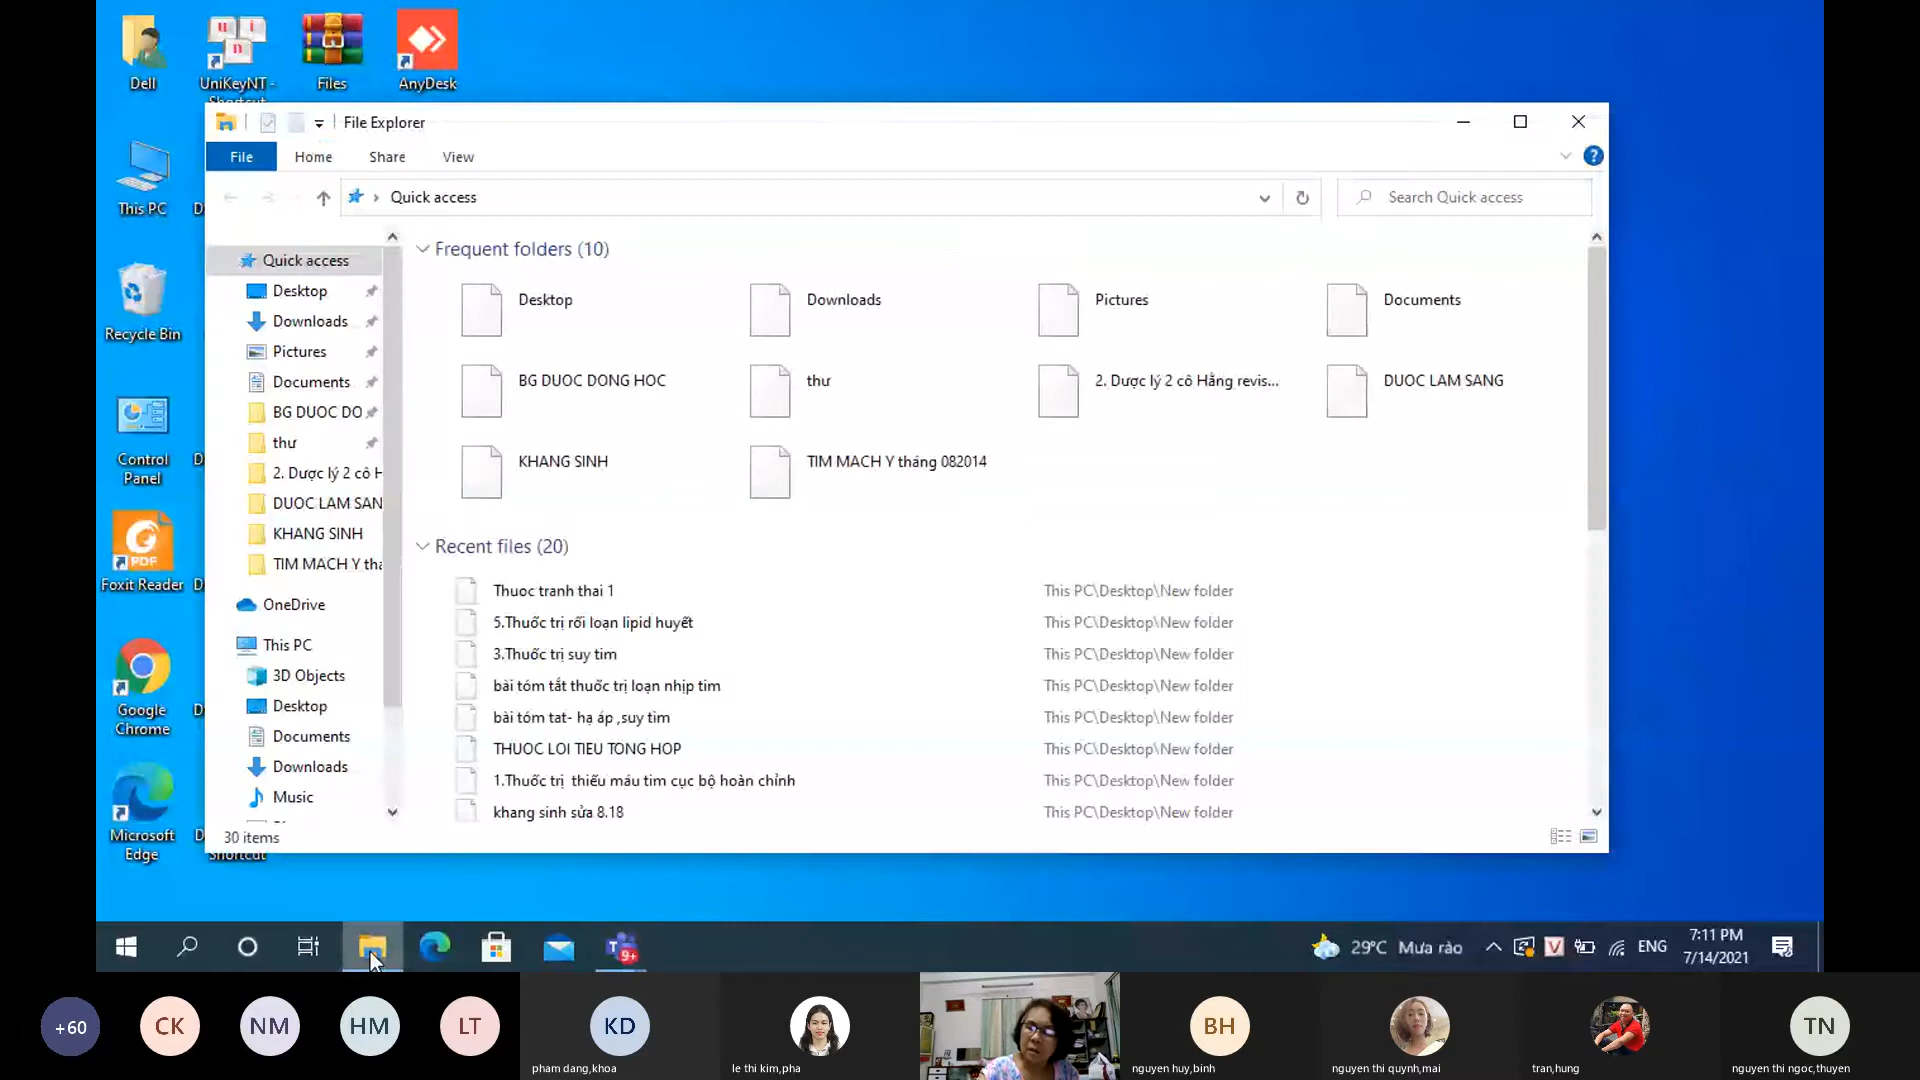 Dell
UniKeyNT -
Shortcut
Files
AnyDesk
This PC
Recycle Bin
Control
Panel
Foxit Reader
Google
Chrome
Microsoft
Edge
Shortcut
File Explorer
File
Home
Share
View
Quick access
Search Quick access
Quick access
Desktop
Downloads
Pictures
Documents
BG DUOC DO
thư
2. Dược lý 2 cô H
DUOC LAM SAN
KHANG SINH
TIM MACH Y thá
OneDrive
This PC
3D Objects
Desktop
Documents
Downloads
Music
Frequent folders (10)
Desktop
Downloads
Pictures
Documents
BG DUOC DONG HOC
thư
2. Dược lý 2 cô Hằng revis...
DUOC LAM SANG
KHANG SINH
TIM MACH Y tháng 082014
Recent files (20)
Thuoc tranh thai 1 This PC\Desktop\New folder
5.Thuốc trị rối loạn lipid huyết This PC\Desktop\New folder
3.Thuốc trị suy tim This PC\Desktop\New folder
bài tóm tắt thuốc trị loạn nhịp tim This PC\Desktop\New folder
bài tóm tat- hạ áp ,suy tim This PC\Desktop\New folder
THUOC LOI TIEU TONG HOP This PC\Desktop\New folder
1.Thuốc trị thiếu máu tim cục bộ hoàn chỉnh This PC\Desktop\New folder
khang sinh sửa 8.18 This PC\Desktop\New folder
30 items
9+
29°C Mưa rào
V
ENG
7:11 PM
7/14/2021
+60
CK
NM
HM
LT
KD
pham dang,khoa
le thi kim,pha
BH
nguyen huy,binh
nguyen thi quynh,mai
tran,hung
TN
nguyen thi ngoc,thuyen